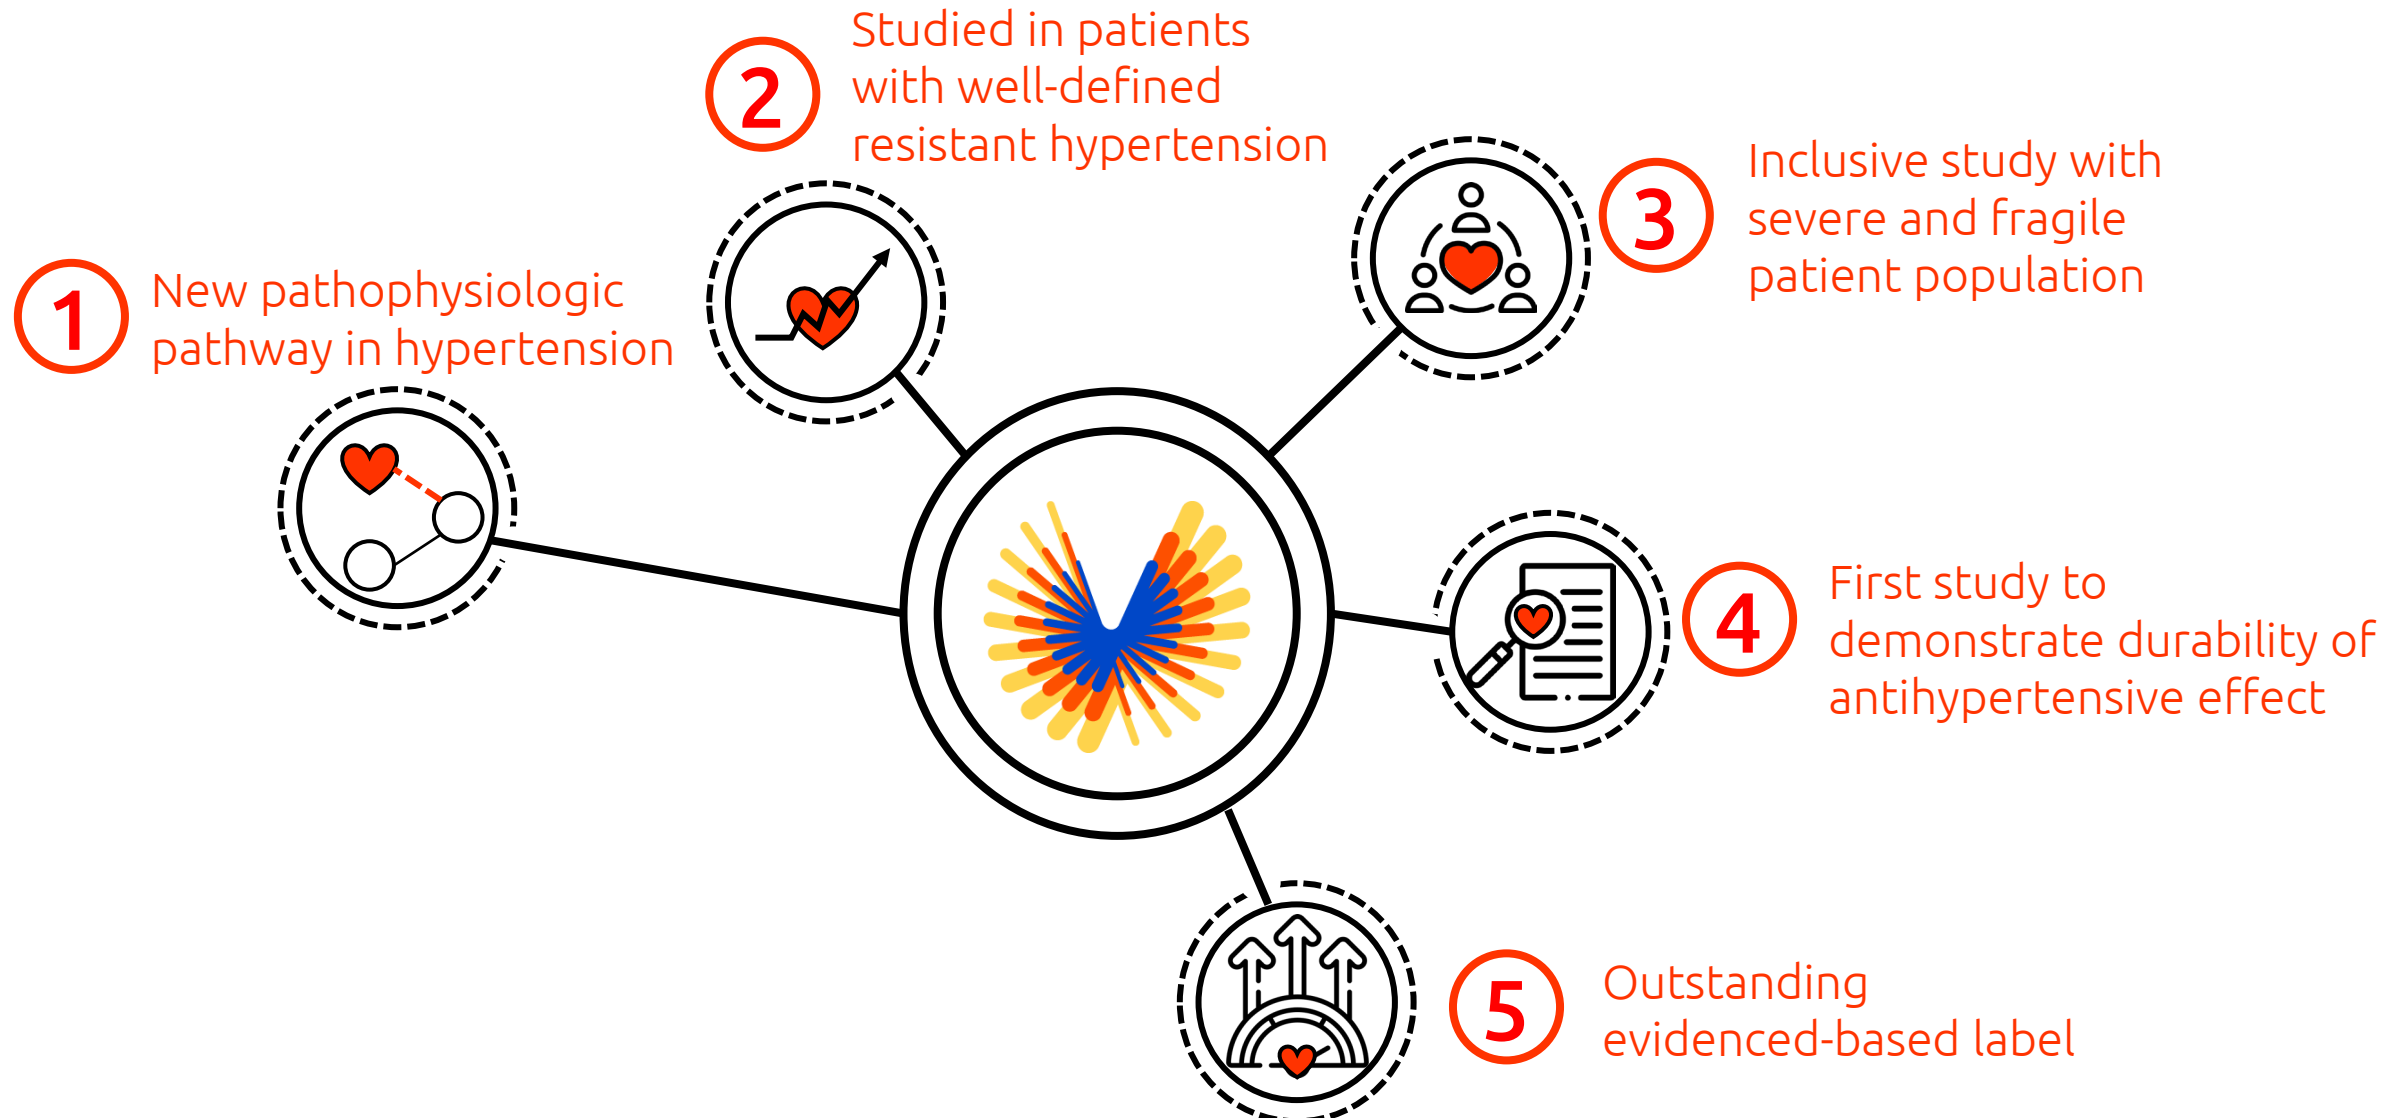 1
New pathophysiologic
pathway in hypertension
2
Studied in patients
with well-defined
resistant hypertension
3
Inclusive study with
severe and fragile
patient population
4
First study to
demonstrate durability of
antihypertensive effect
5
Outstanding
evidenced-based label